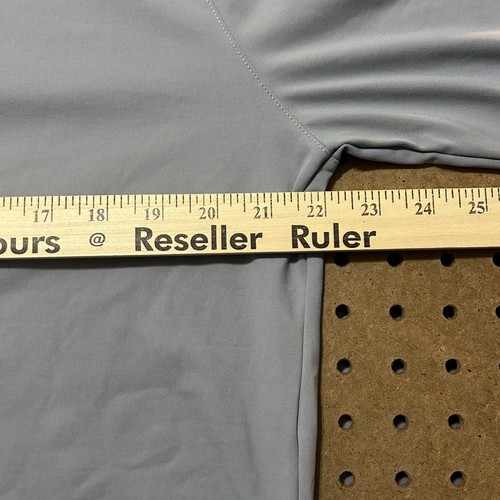 17 18 19 20 21 22 23 24 25
ours @ Reseller Ruler